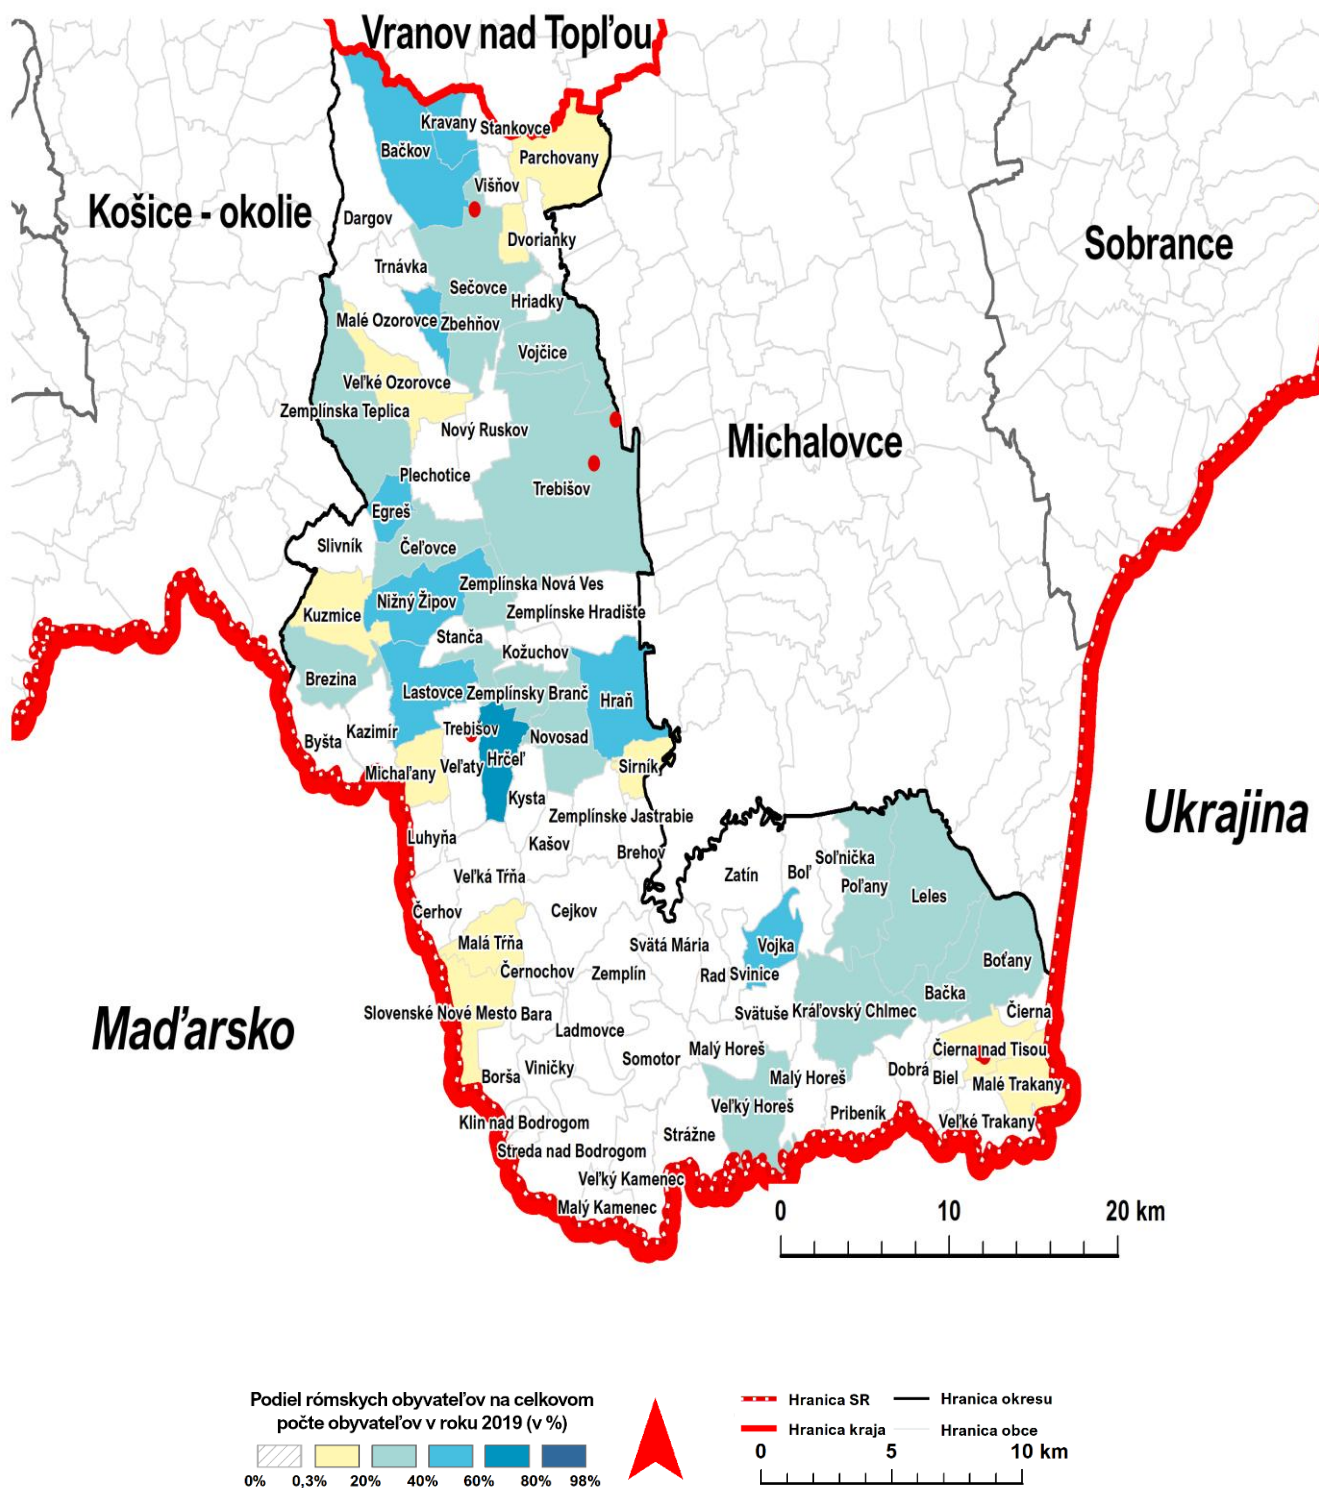 Vranov nad Topľou
Kravany
Stankovce
Bačkov
Parchovany
Višňov
Košice - okolie
Dargov
Dvorianky
Sobrance
Trnávka
Sečovce
Hriadky
Malé Ozorovce
Zbehňov
Vojčice
Veľké Ozorovce
Zemplínska Teplica
Nový Ruskov
Michalovce
Plechotice
Trebišov
Egreš
Slivník
Čeľovce
Zemplínska Nová Ves
Nižný Žipov
Kuzmice
Zemplínske Hradište
Stanča
Kožuchov
Brezina
Lastovce
Zemplínsky Branč
Hraň
Kazimír
Trebišov
Byšta
Novosad
Hrčeľ
Michaľany
Veľaty
Sirník
Kysta
Ukrajina
Zemplínske Jastrabie
Luhyňa
Kašov
Brehov
Soľnička
Zatín
Boľ
Veľká Tŕňa
Poľany
Leles
Čerhov
Cejkov
Malá Tŕňa
Svätá Mária
Vojka
Boťany
Černochov
Zemplín
Rad
Svinice
Bačka
Slovenské Nové Mesto
Bara
Svätuše
Kráľovský Chlmec
Čierna
Maďarsko
Ladmovce
Malý Horeš
Čierna nad Tisou
Somotor
Viničky
Borša
Malý Horeš
Dobrá
Biel
Malé Trakany
Veľký Horeš
Pribeník
Klin nad Bodrogom
Veľké Trakany
Strážne
Streda nad Bodrogom
Veľký Kamenec
Malý Kamenec
0 10 20 km
Podiel rómskych obyvateľov na celkovom
počte obyvateľov v roku 2019 (v %)
0% 0,3% 20% 40% 60% 80% 98%
Hranica SR
Hranica okresu
Hranica kraja
Hranica obce
0 5 10 km